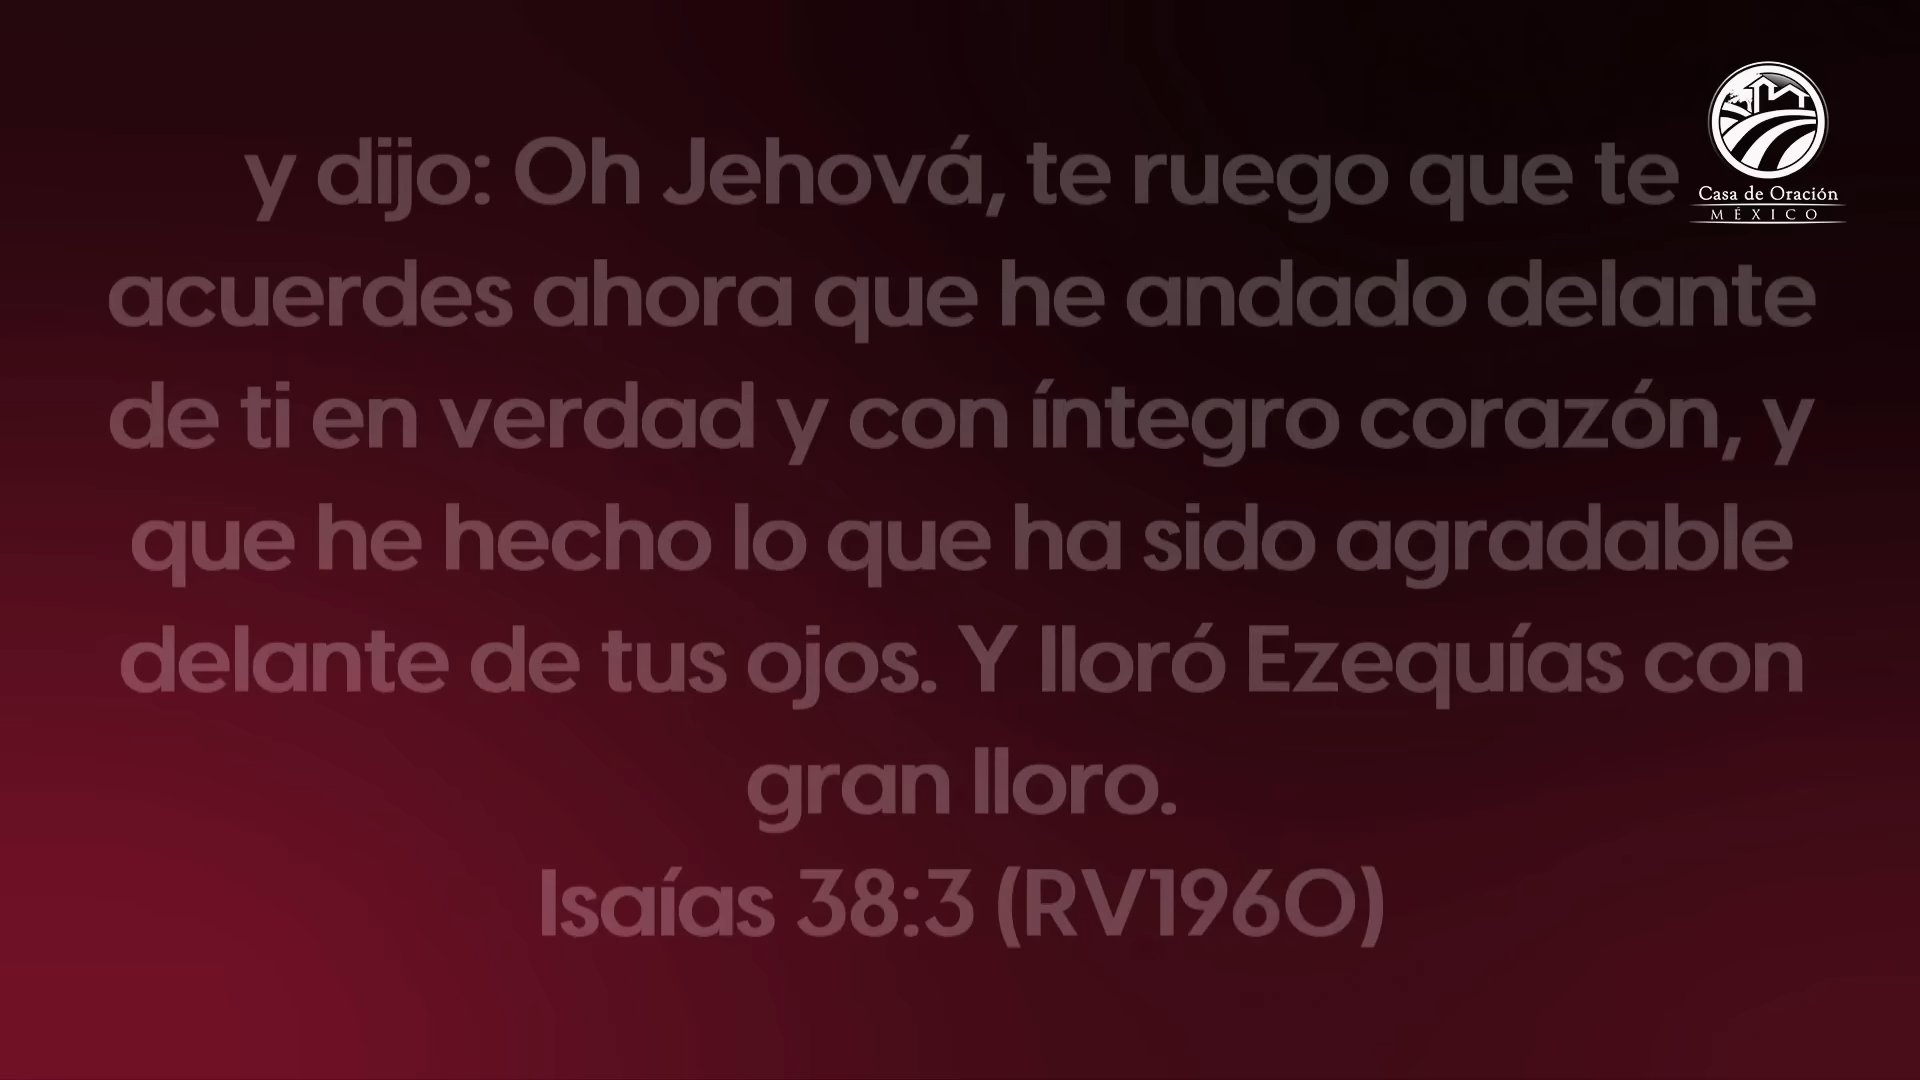 y dijo: Oh Jehová, te ruego que te
acuerdes ahora que he andado delante
de ti en verdad y con íntegro corazón, y
que he hecho lo que ha sido agradable
delante de tus ojos. Y lloró Ezequías con
gran lloro.
Isaías 38:3 (RV1960)
Casa de Oración
MÉXICO